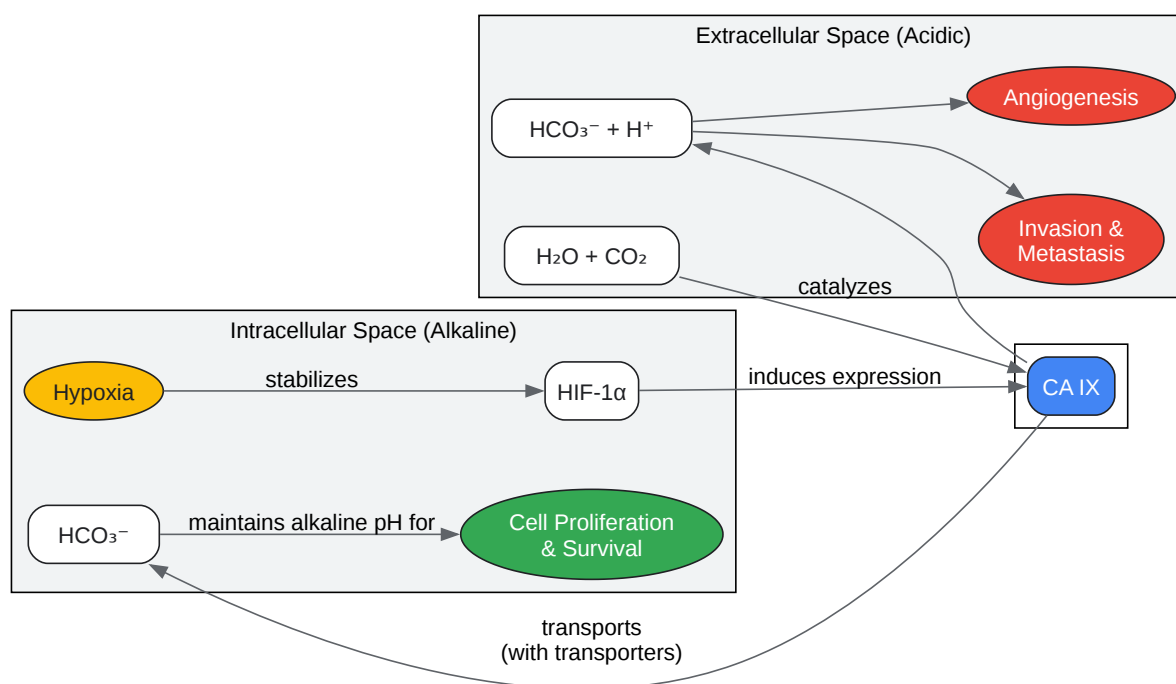 Extracellular Space (Acidic)
Angiogenesis
HCO₃⁻ + H⁺
Invasion &
Metastasis
H₂O + CO₂
catalyzes
Intracellular Space (Alkaline)
Hypoxia
stabilizes
HIF-1α
induces expression
CA IX
HCO₃⁻
maintains alkaline pH for
Cell Proliferation
& Survival
transports
(with transporters)